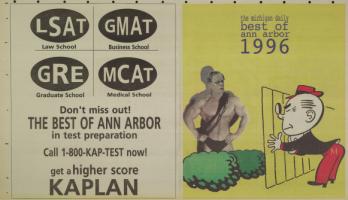 LSAT
Law School
GMAT
Business School
GRE
Graduate School
MCAT
Medical School
Don't miss out!
THE BEST OF ANN ARBOR
in test preparation
Call 1-800-KAP-TEST now!
get a higher score
KAPLAN
the michigan daily
best of
ann arbor
1996
M